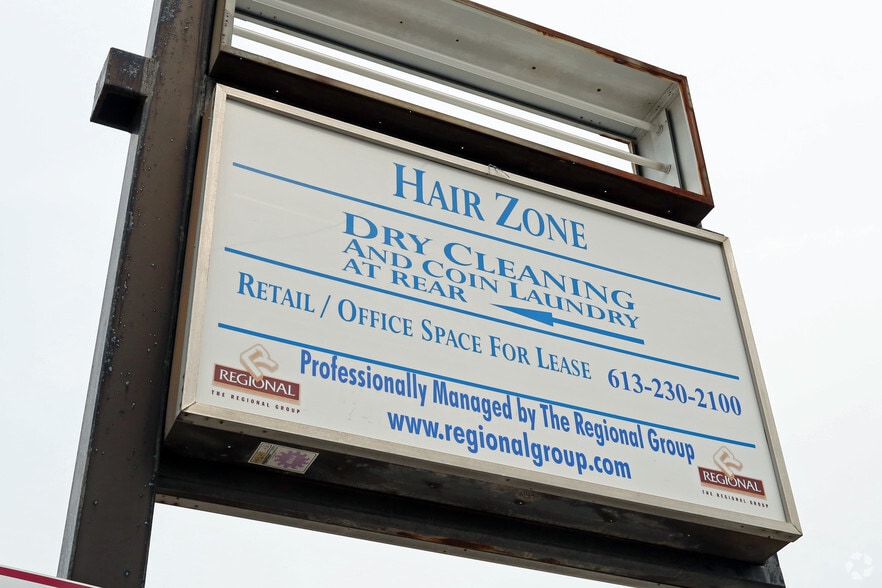 HAIR ZONE
DRY CLEANING
AND COIN LAUNDRY
AT REAR
RETAIL / OFFICE SPACE FOR LEASE 613-230-2100
Professionally Managed by The Regional Group
www.regionalgroup.com
REGIONAL
THE REGIONAL GROUP
REGIONAL
THE REGIONAL GROUP